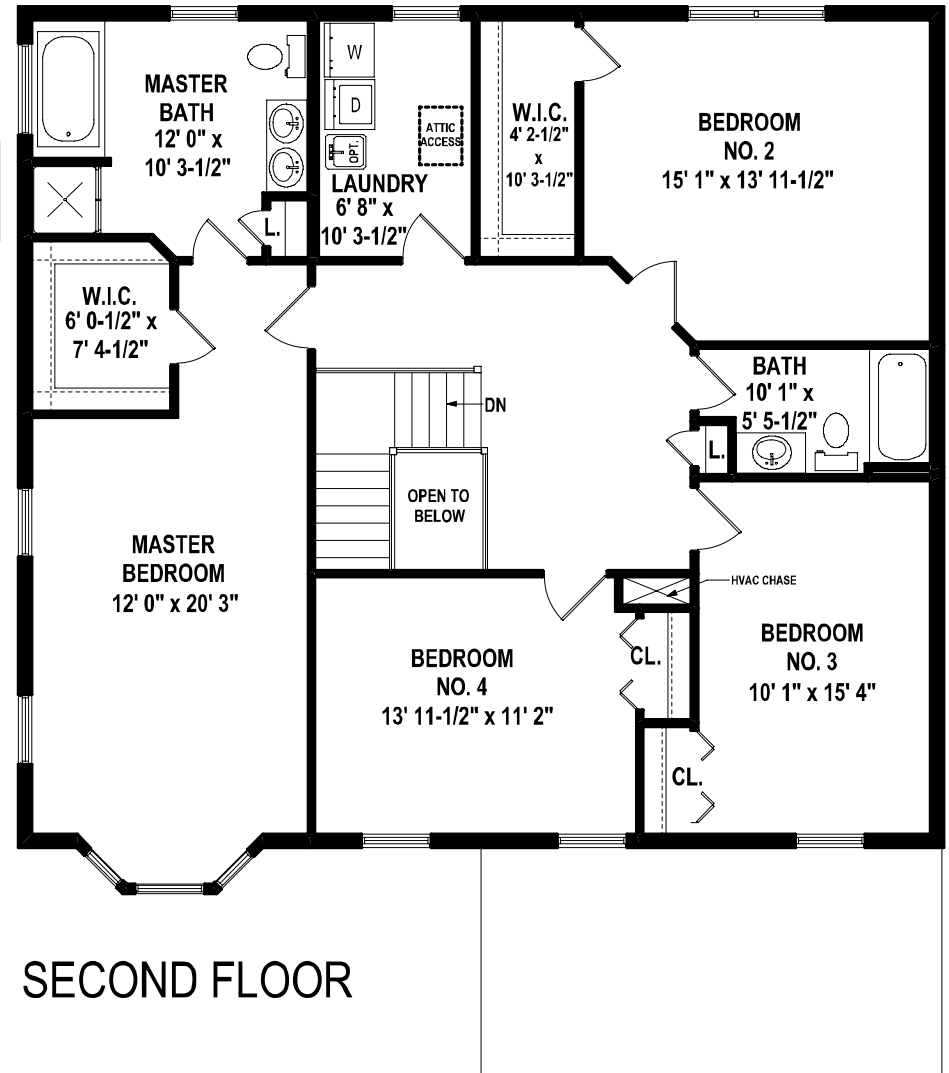 MASTER
BATH
12' 0" x
10' 3-1/2"
W
D
OPT.
ATTIC
ACCESS
LAUNDRY
6' 8" x
10' 3-1/2"
L.
W.I.C.
4' 2-1/2"
x
10' 3-1/2"
BEDROOM
NO. 2
15' 1" x 13' 11-1/2"
W.I.C.
6' 0-1/2" x
7' 4-1/2"
DN
OPEN TO
BELOW
BATH
10' 1" x
5' 5-1/2"
L.
MASTER
BEDROOM
12' 0" x 20' 3"
HVAC CHASE
BEDROOM
NO. 4
13' 11-1/2" x 11' 2"
CL.
BEDROOM
NO. 3
10' 1" x 15' 4"
CL.
SECOND FLOOR